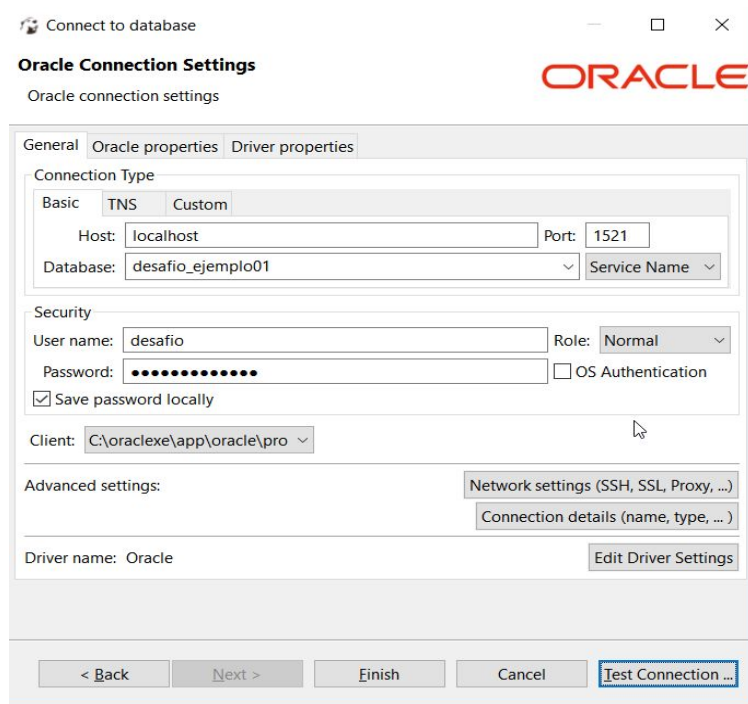 Connect to database
Oracle Connection Settings
ORACLE
Oracle connection settings
General Oracle properties Driver properties
Connection Type
Basic TNS Custom
Host: localhost Port: 1521
Database: desafio_ejemplo01 Service Name
Security
User name: desafio Role: Normal
Password: ●●●●●●●●●●●●● OS Authentication
Save password locally
Client: C:\oraclexe\app\oracle\pro
Advanced settings: Network settings (SSH, SSL, Proxy, ...)
Connection details (name, type, ... )
Driver name: Oracle Edit Driver Settings
< Back Next > Finish Cancel Test Connection ...